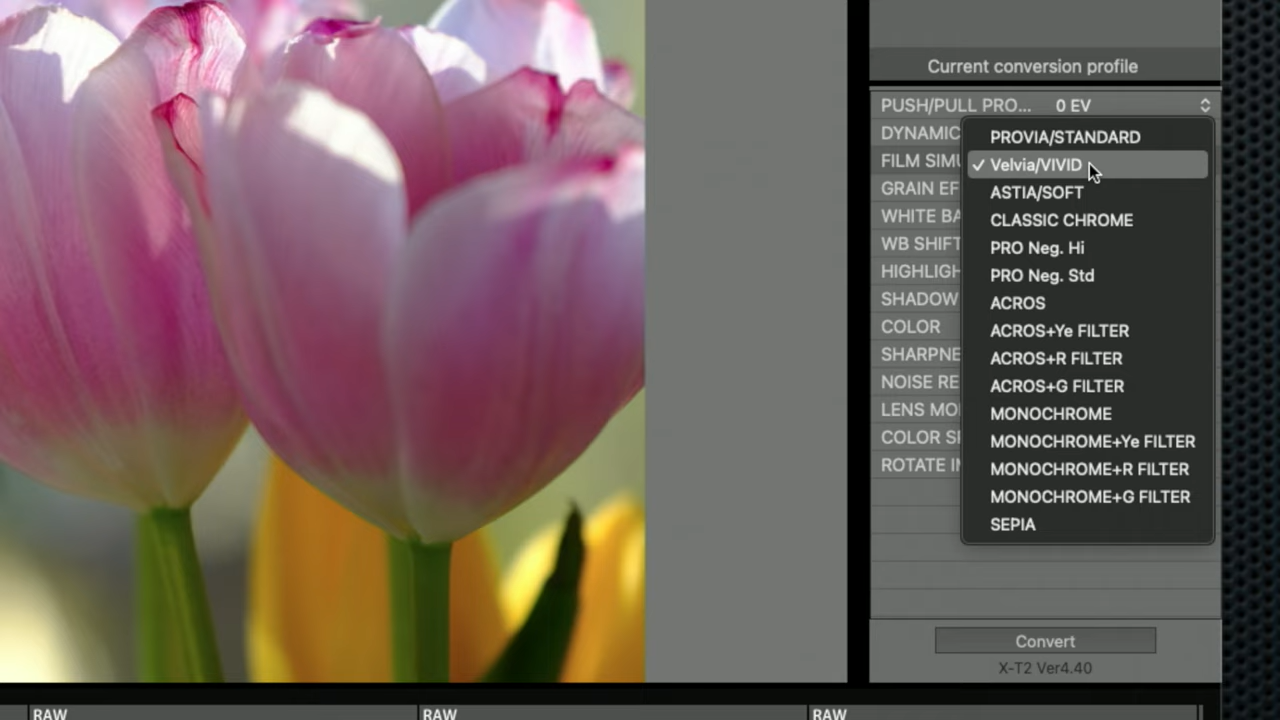 Current conversion profile
PUSH/PULL PRO... 0 EV
DYNAMIC
PROVIA/STANDARD
FILM SIMU
✓ Velvia/VIVID
GRAIN EF
ASTIA/SOFT
WHITE BA
CLASSIC CHROME
WB SHIFT
PRO Neg. Hi
HIGHLIGH
PRO Neg. Std
SHADOW
ACROS
COLOR
ACROS+Ye FILTER
SHARPNE
ACROS+R FILTER
NOISE RE
ACROS+G FILTER
LENS MO
MONOCHROME
COLOR SP
MONOCHROME+Ye FILTER
ROTATE IM
MONOCHROME+R FILTER
MONOCHROME+G FILTER
SEPIA
Convert
X-T2 Ver4.40
RAW RAW RAW